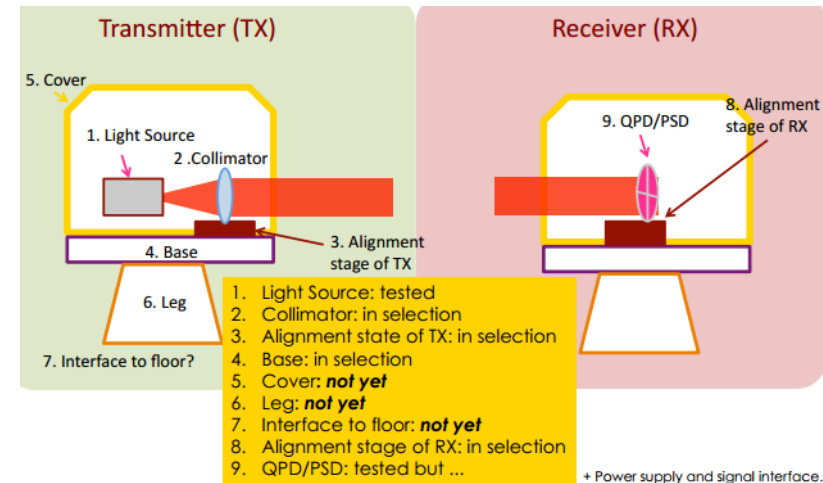 Transmitter (TX)
Receiver (RX)
5. Cover
1. Light Source
2 .Collimator
3. Alignment
stage of TX
4. Base
6. Leg
7. Interface to floor?
8. Alignment
stage of RX
9. QPD/PSD
1. Light Source: tested
2. Collimator: in selection
3. Alignment state of TX: in selection
4. Base: in selection
5. Cover: not yet
6. Leg: not yet
7. Interface to floor: not yet
8. Alignment stage of RX: in selection
9. QPD/PSD: tested but ...
+ Power supply and signal interface.